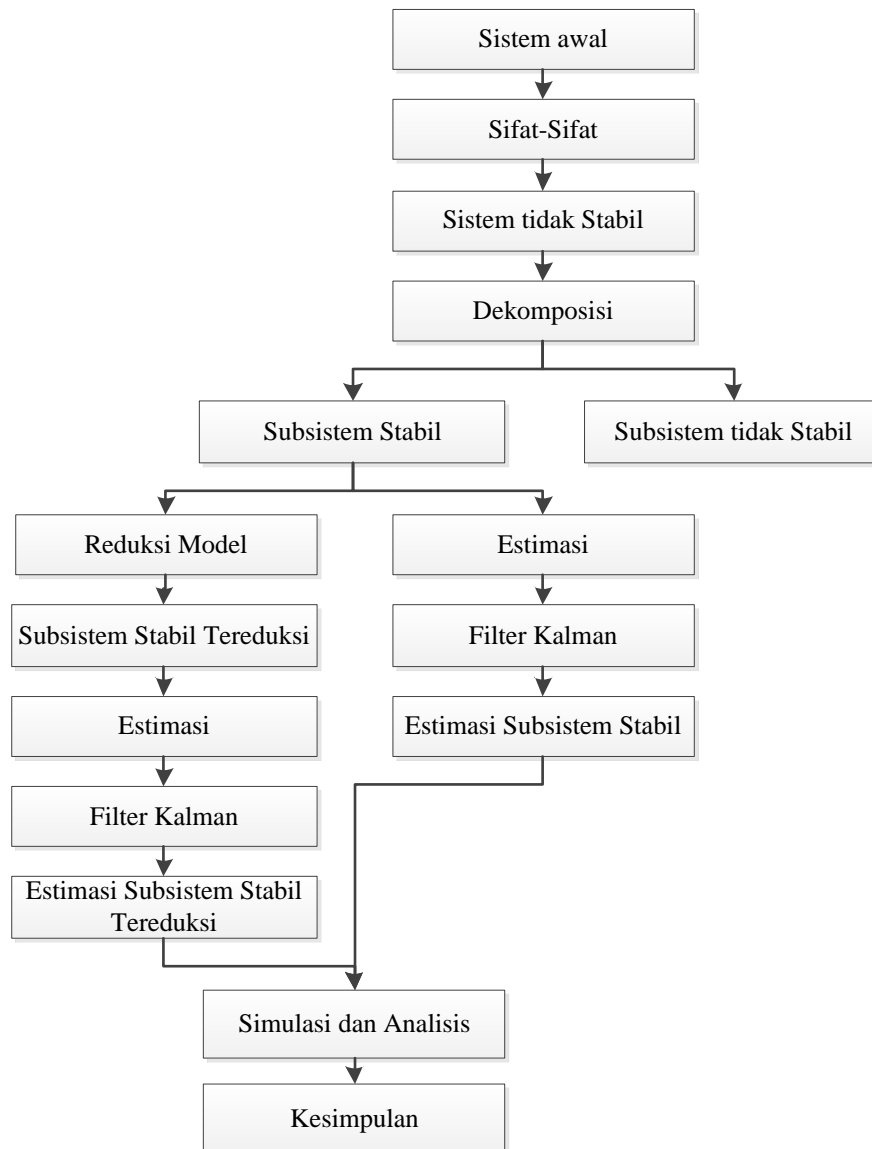 Sistem awal
Sifat-Sifat
Sistem tidak Stabil
Dekomposisi
Subsistem Stabil
Subsistem tidak Stabil
Reduksi Model
Estimasi
Subsistem Stabil Tereduksi
Filter Kalman
Estimasi
Estimasi Subsistem Stabil
Filter Kalman
Estimasi Subsistem Stabil
Tereduksi
Simulasi dan Analisis
Kesimpulan